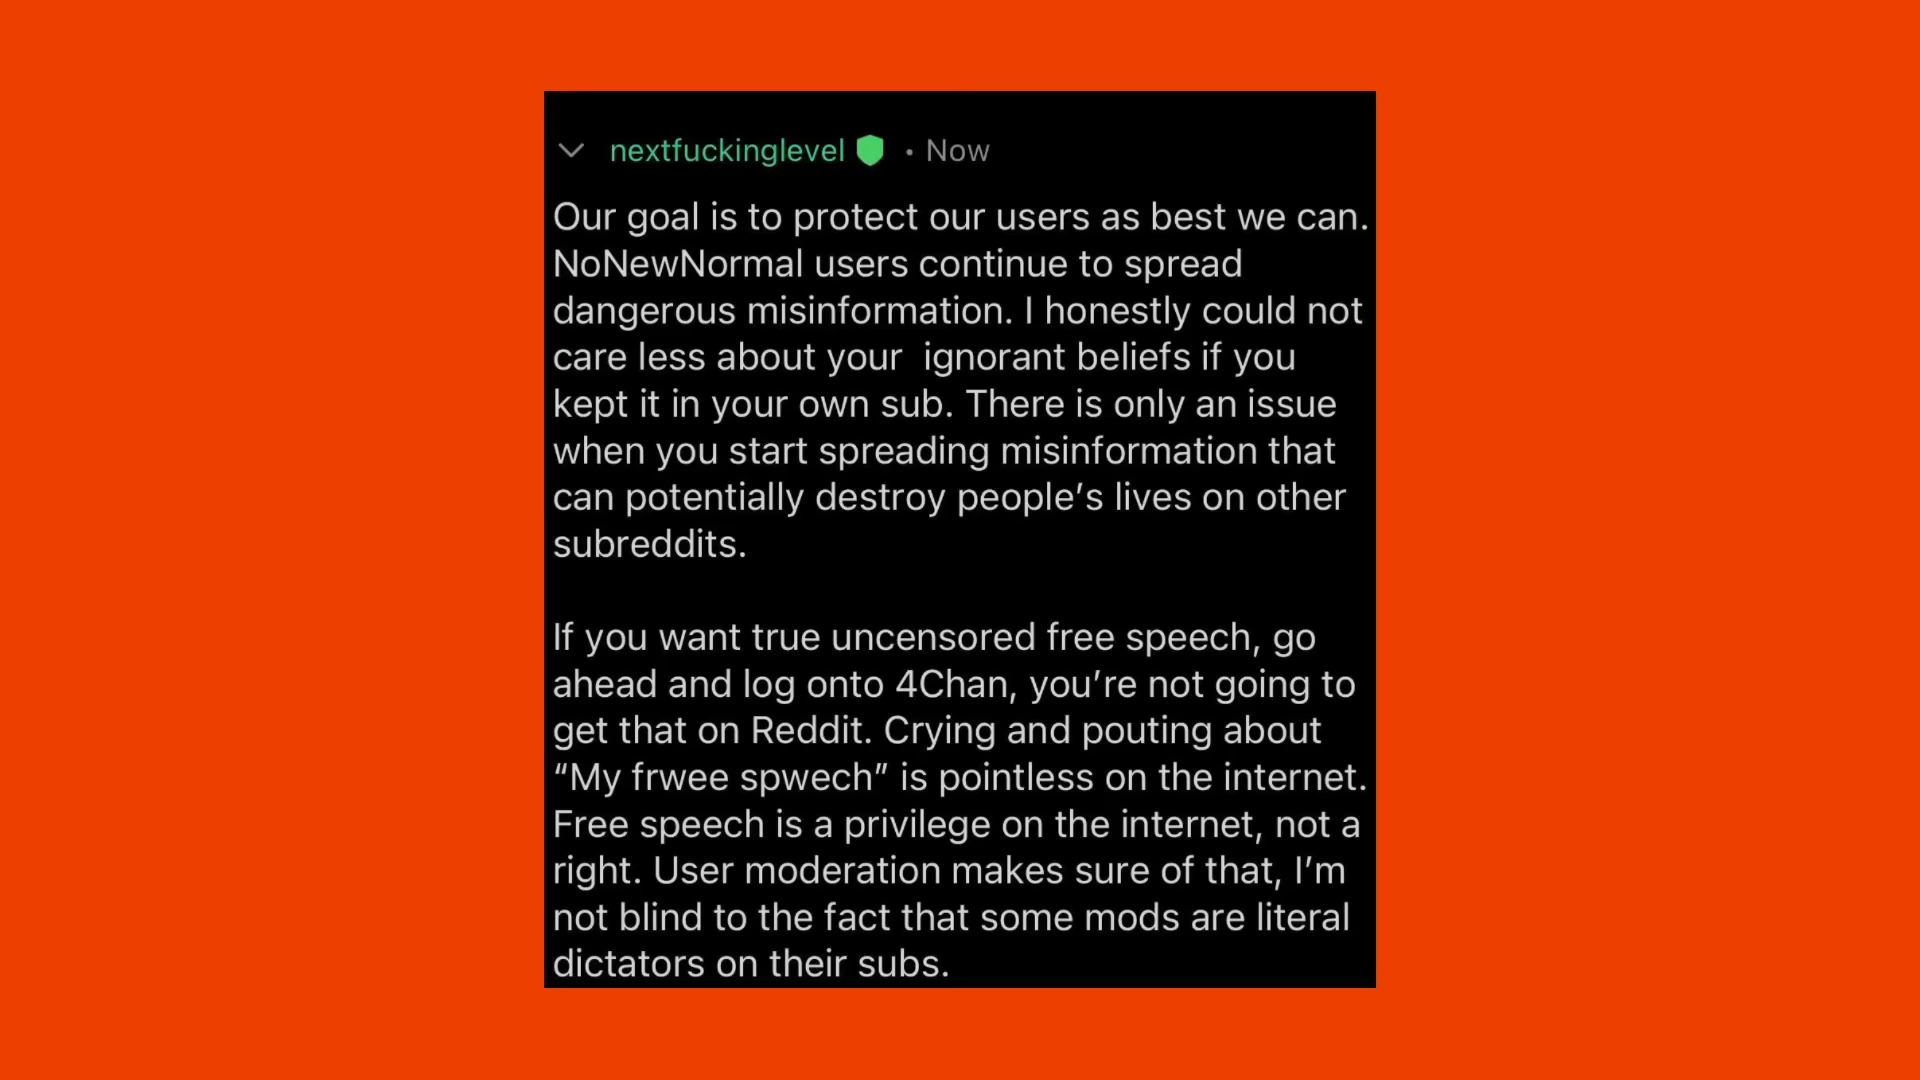 nextfuckinglevel • Now
Our goal is to protect our users as best we can.
NoNewNormal users continue to spread
dangerous misinformation. I honestly could not
care less about your  ignorant beliefs if you
kept it in your own sub. There is only an issue
when you start spreading misinformation that
can potentially destroy people’s lives on other
subreddits.
If you want true uncensored free speech, go
ahead and log onto 4Chan, you’re not going to
get that on Reddit. Crying and pouting about
“My frwee spwech” is pointless on the internet.
Free speech is a privilege on the internet, not a
right. User moderation makes sure of that, I’m
not blind to the fact that some mods are literal
dictators on their subs.